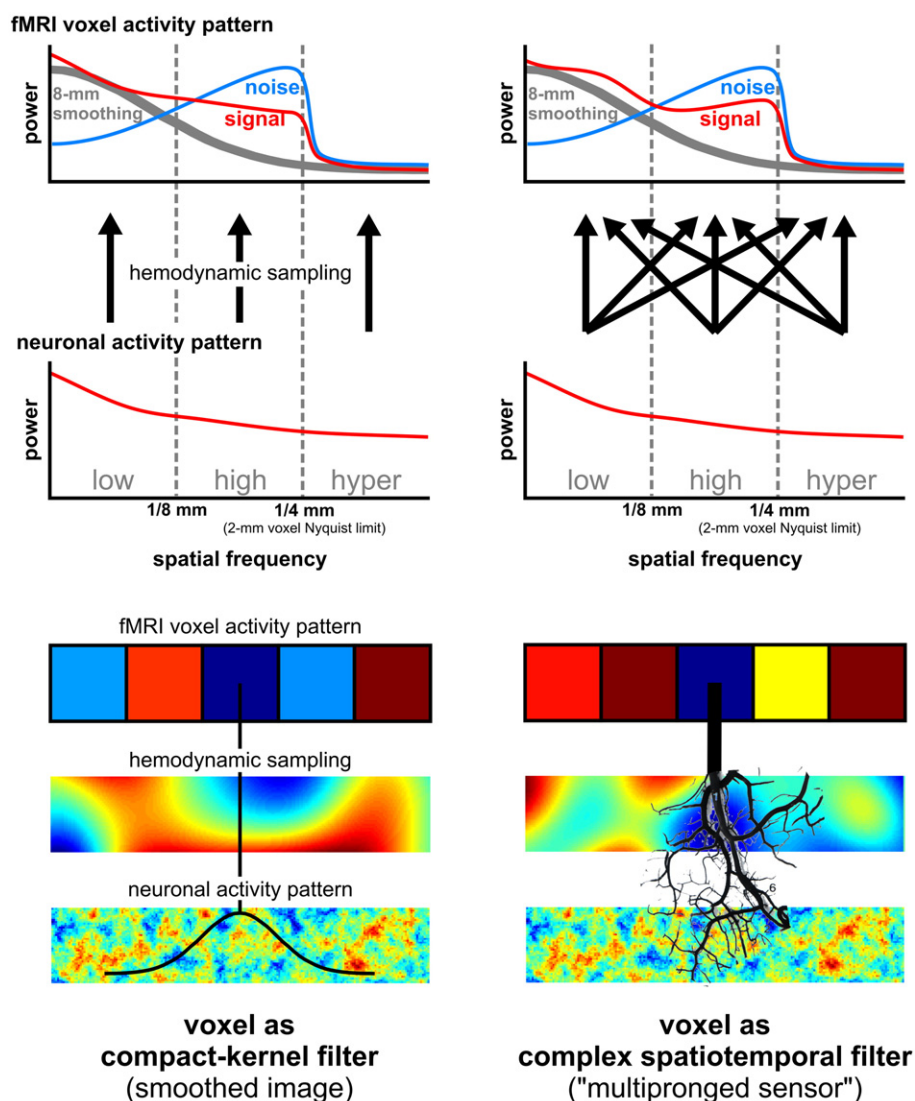 fMRI voxel activity pattern
power
8-mm
smoothing
noise
signal
power
8-mm
smoothing
noise
signal
hemodynamic sampling
neuronal activity pattern
power
low
high
hyper
1/8 mm
1/4 mm
(2-mm voxel Nyquist limit)
spatial frequency
power
low
high
hyper
1/8 mm
1/4 mm
(2-mm voxel Nyquist limit)
spatial frequency
fMRI voxel activity pattern
hemodynamic sampling
neuronal activity pattern
6
voxel as
compact-kernel filter
(smoothed image)
voxel as
complex spatiotemporal filter
("multipronged sensor")